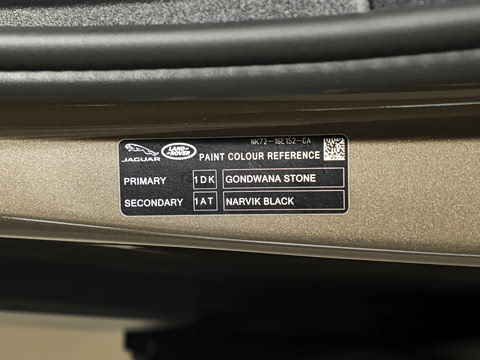 NK72-16E152-CA
JAGUAR
LAND-
ROVER
PAINT COLOUR REFERENCE
PRIMARY 1DK GONDWANA STONE
SECONDARY 1AT NARVIK BLACK